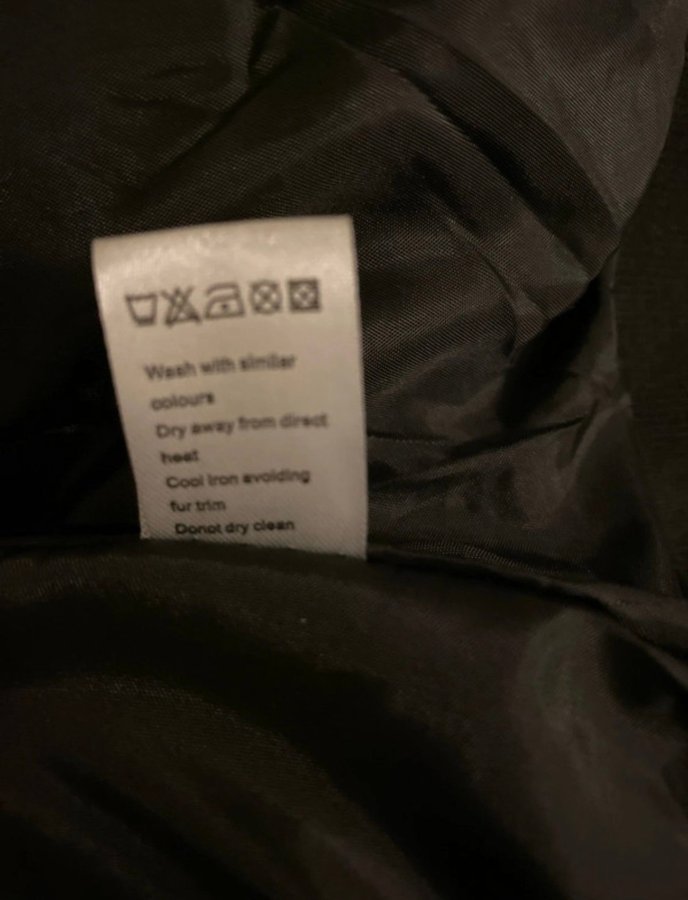 Wash with similar
colours
Dry away from direct
heat
Cool iron avoiding
fur trim
Donot dry clean